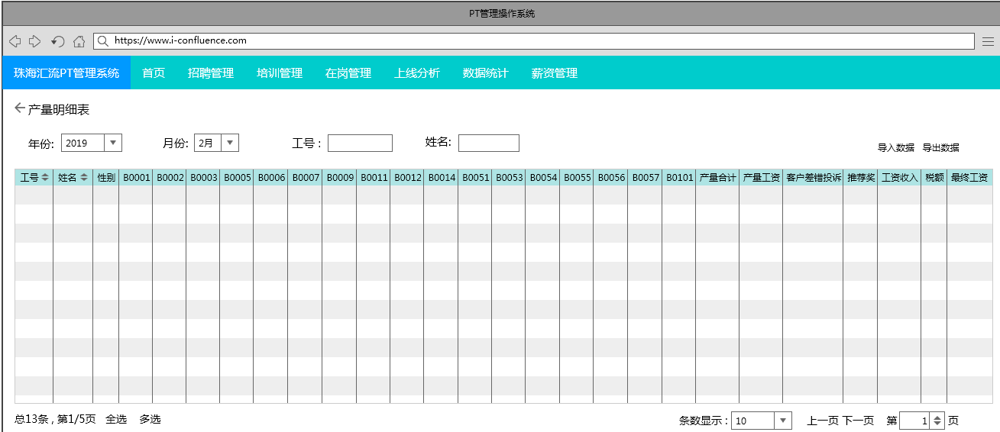 PT管理操作系统
https://www.i-confluence.com
珠海汇流PT管理系统 首页 招聘管理 培训管理 在岗管理 上线分析 数据统计 薪资管理
产量明细表
年份: 2019 月份: 2月 工号 : 姓名: 导入数据 导出数据
工号 姓名 性别 B0001 B0002 B0003 B0005 B0006 B0007 B0009 B0011 B0012 B0014 B0051 B0053 B0054 B0055 B0056 B0057 B0101 产量合计 产量工资 客户差错投诉 推荐奖 工资收入 税额 最终工资
总13条 , 第1/5页 全选 多选 条数显示 : 10 上一页 下一页 第 1 页